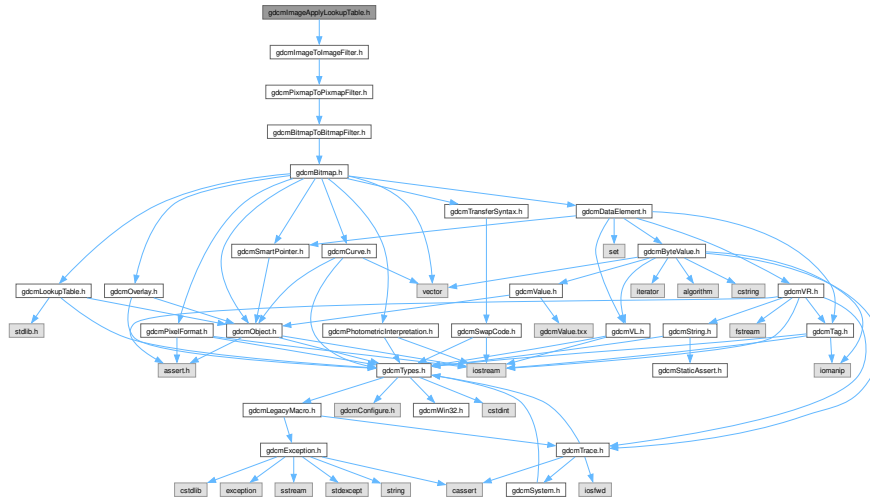 gdcmImageApplyLookupTable.h
gdcmImageToImageFilter.h
gdcmPixmapToPixmapFilter.h
gdcmBitmapToBitmapFilter.h
gdcmBitmap.h
gdcmTransferSyntax.h
gdcmDataElement.h
gdcmSmartPointer.h
gdcmCurve.h
set
gdcmByteValue.h
gdcmLookupTable.h
gdcmOverlay.h
vector
gdcmValue.h
iterator
algorithm
cstring
gdcmVR.h
stdlib.h
gdcmPixelFormat.h
gdcmObject.h
gdcmPhotometricInterpretation.h
gdcmSwapCode.h
gdcmValue.txx
gdcmVL.h
gdcmString.h
fstream
gdcmTag.h
assert.h
gdcmTypes.h
iostream
gdcmStaticAssert.h
iomanip
gdcmLegacyMacro.h
gdcmConfigure.h
gdcmWin32.h
cstdint
gdcmException.h
gdcmTrace.h
cstdlib
exception
sstream
stdexcept
string
cassert
gdcmSystem.h
iosfwd